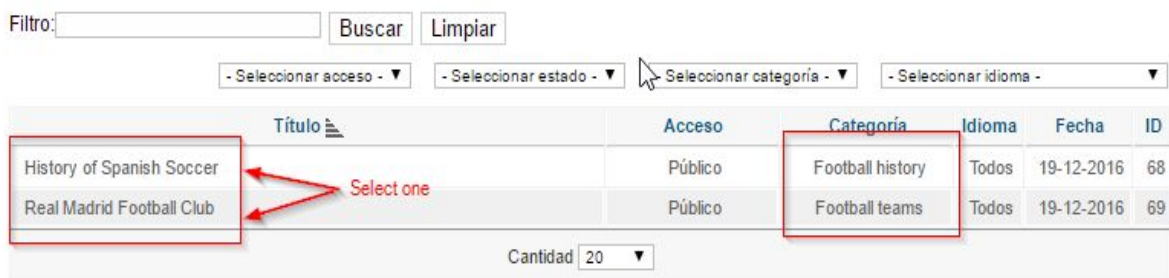 Filtro: Buscar Limpiar
- Seleccionar acceso - - Seleccionar estado - - Seleccionar categoría - - Seleccionar idioma -
Título Acceso Categoría Idioma Fecha ID
History of Spanish Soccer Público Football history Todos 19-12-2016 68
Select one
Real Madrid Football Club Público Football teams Todos 19-12-2016 69
Cantidad 20